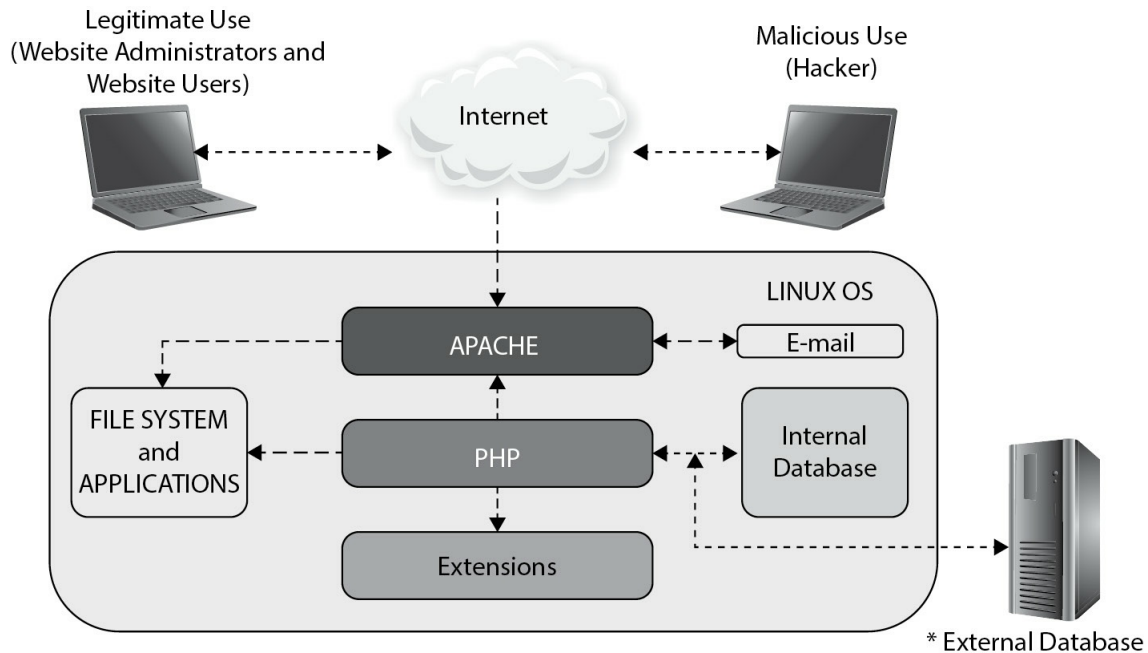 Legitimate Use
(Website Administrators and
Website Users)
Internet
Malicious Use
(Hacker)
LINUX OS
APACHE
E-mail
FILE SYSTEM
and
APPLICATIONS
PHP
Internal
Database
Extensions
* External Database